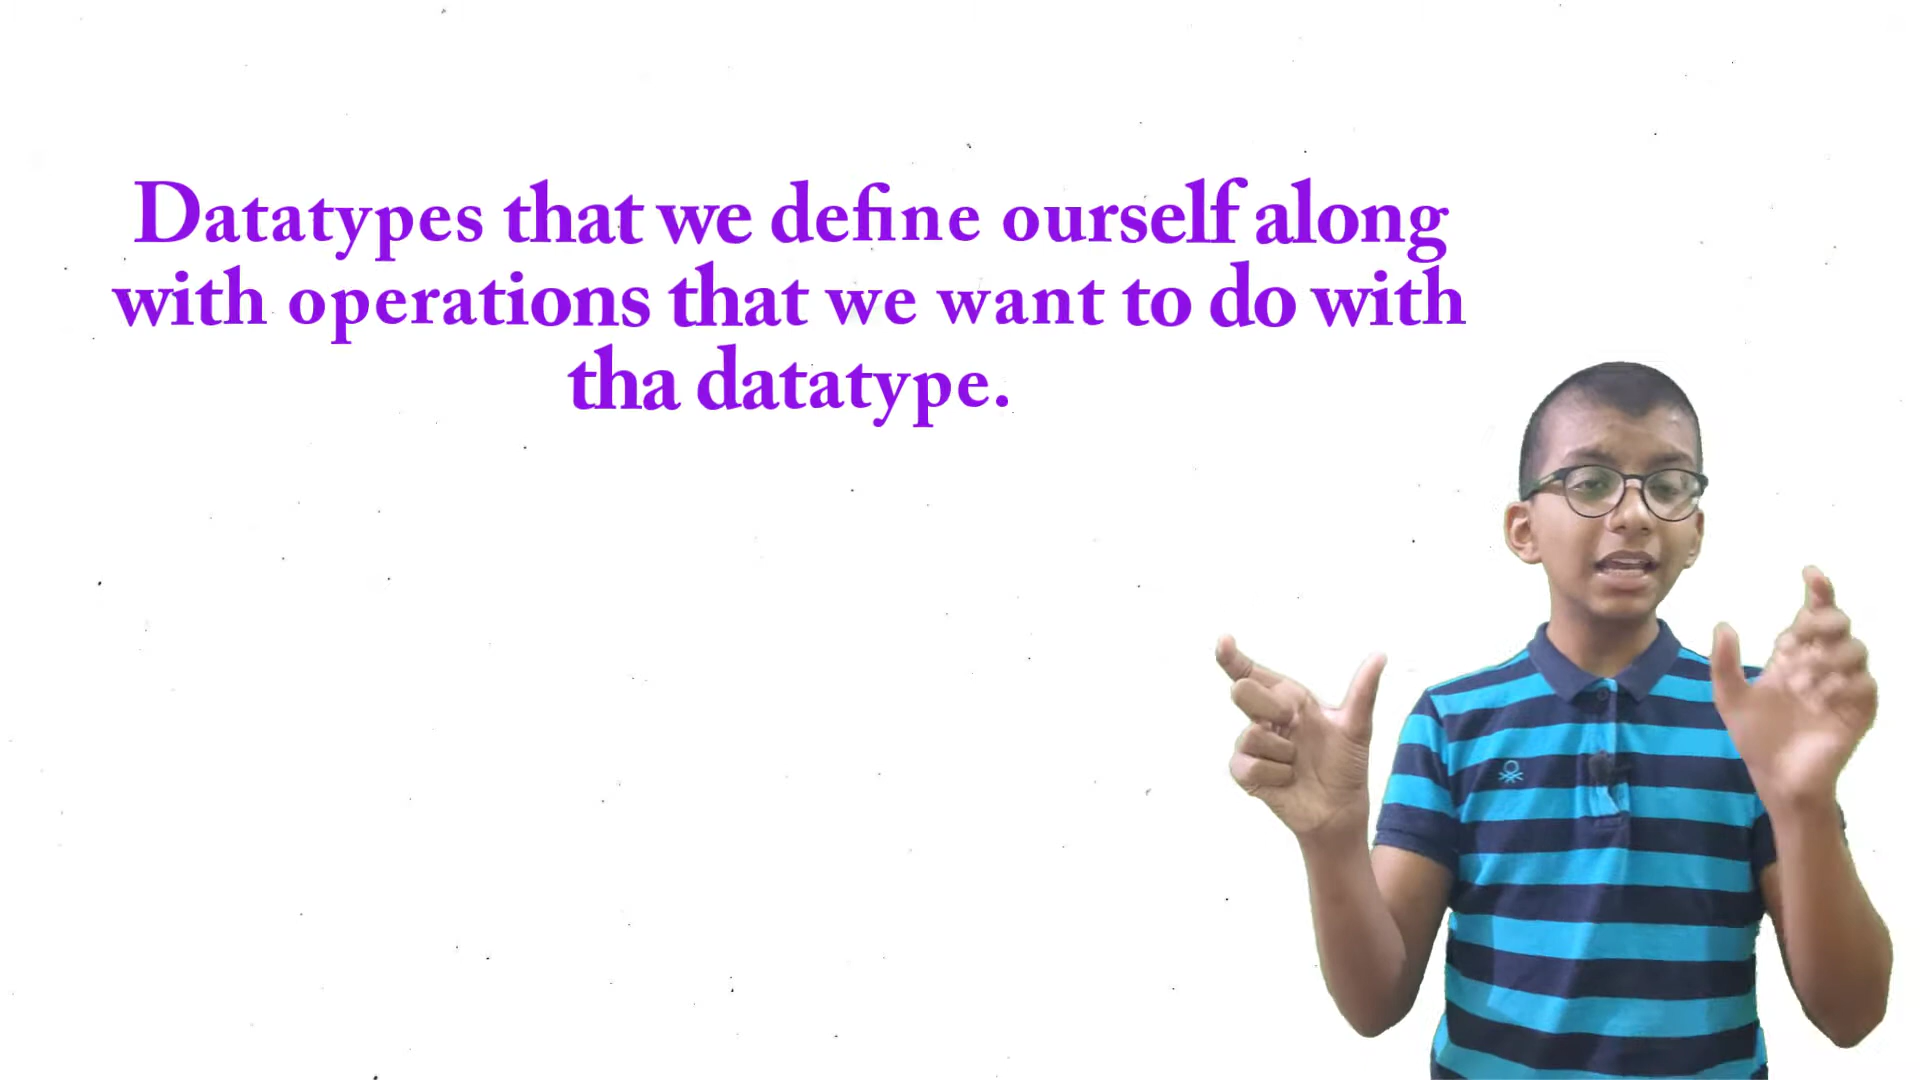 Datatypes that we define ourself along
with operations that we want to do with
tha datatype.